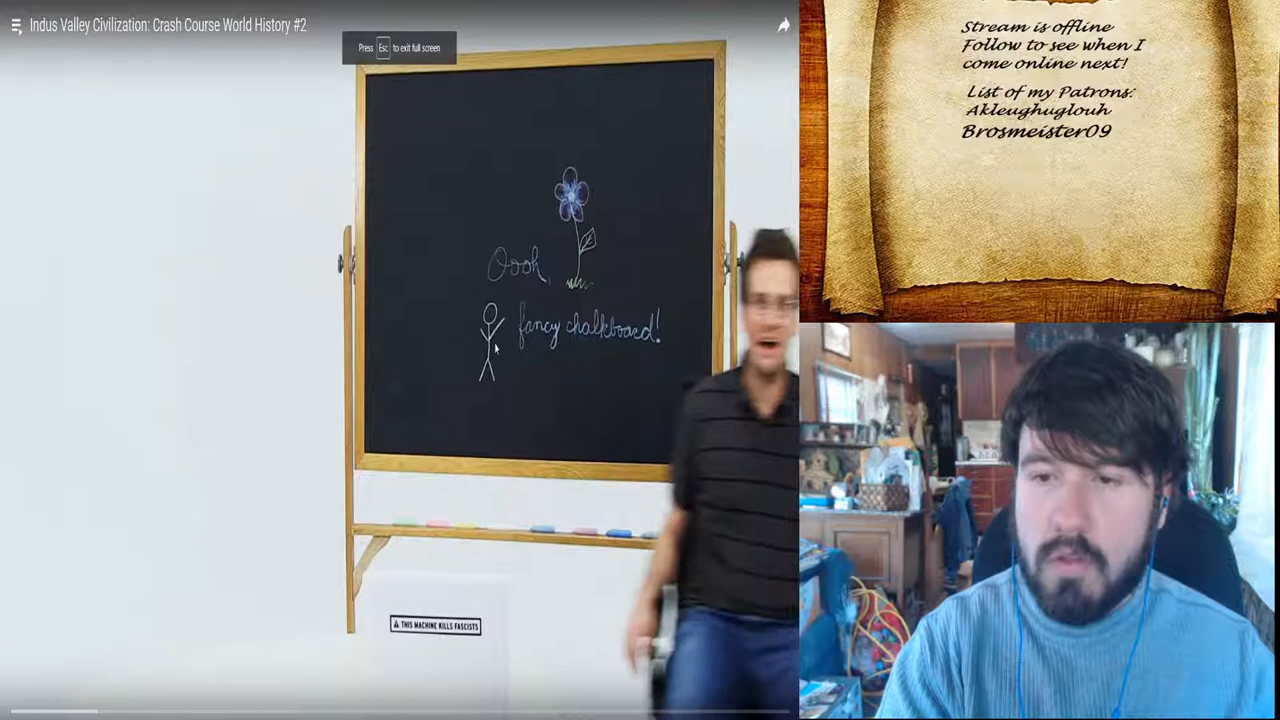 Indus Valley Civilization: Crash Course World History #2
Press Esc to exit full screen
Oooh,
fancy chalkboard!
THIS MACHINE KILLS FASCISTS
Stream is offline
Follow to see when I
come online next!
List of my Patrons:
Akleughuglouh
Brosmeister09